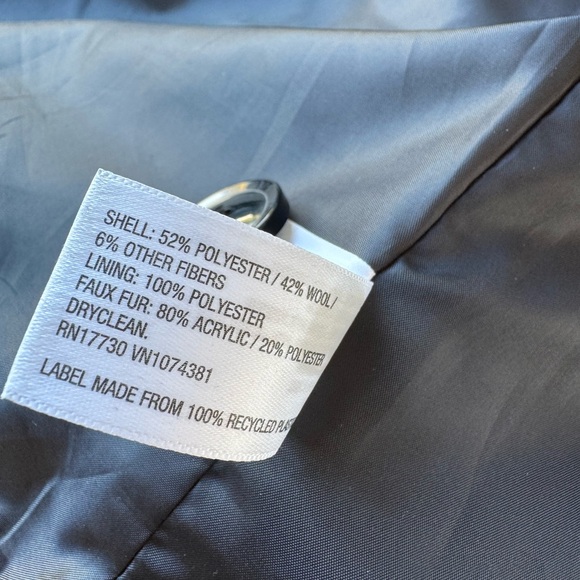 SHELL: 52% POLYESTER / 42% WOOL /
6% OTHER FIBERS
LINING: 100% POLYESTER
FAUX FUR: 80% ACRYLIC / 20% POLYESTER
DRYCLEAN.
RN17730 VN1074381
LABEL MADE FROM 100% RECYCLED